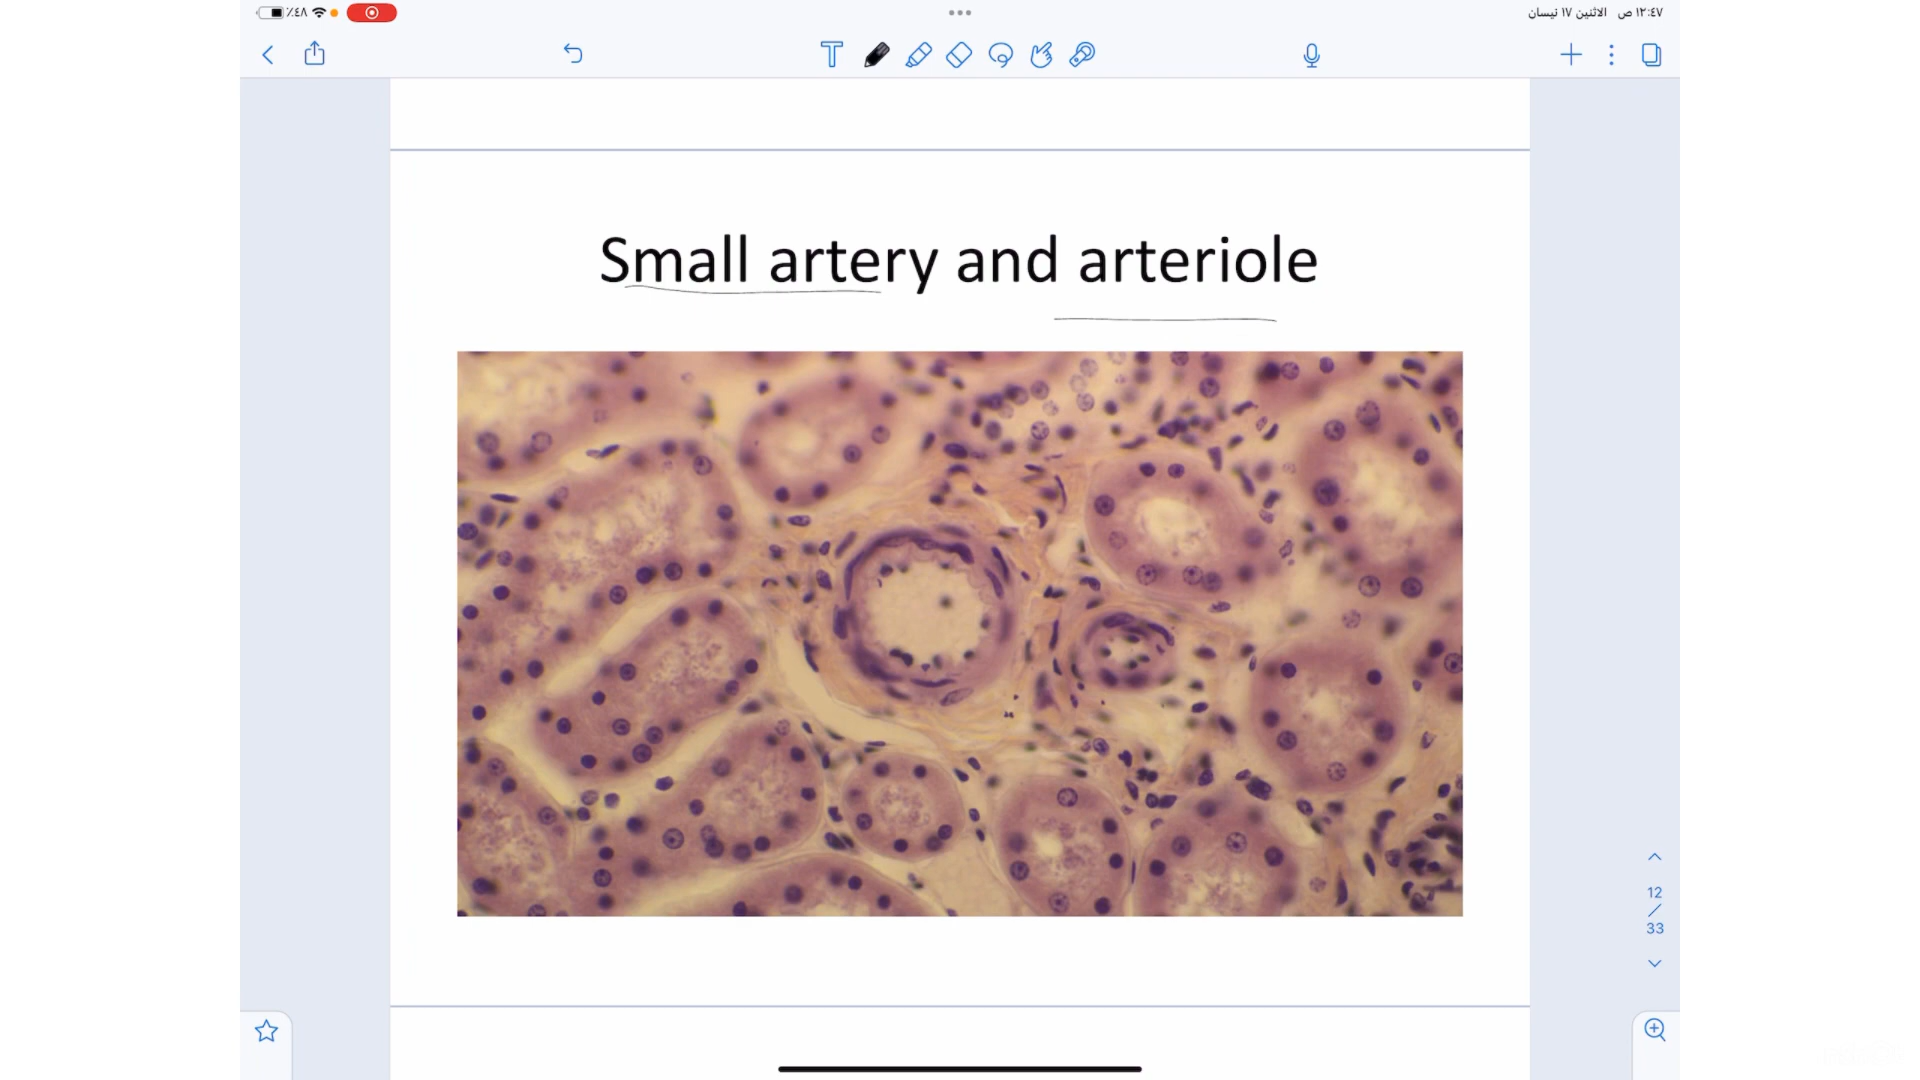 ٪٤٨ الاثنين ١٧ نيسان ١٢:٤٧ ص
Small artery and arteriole
12
/
33